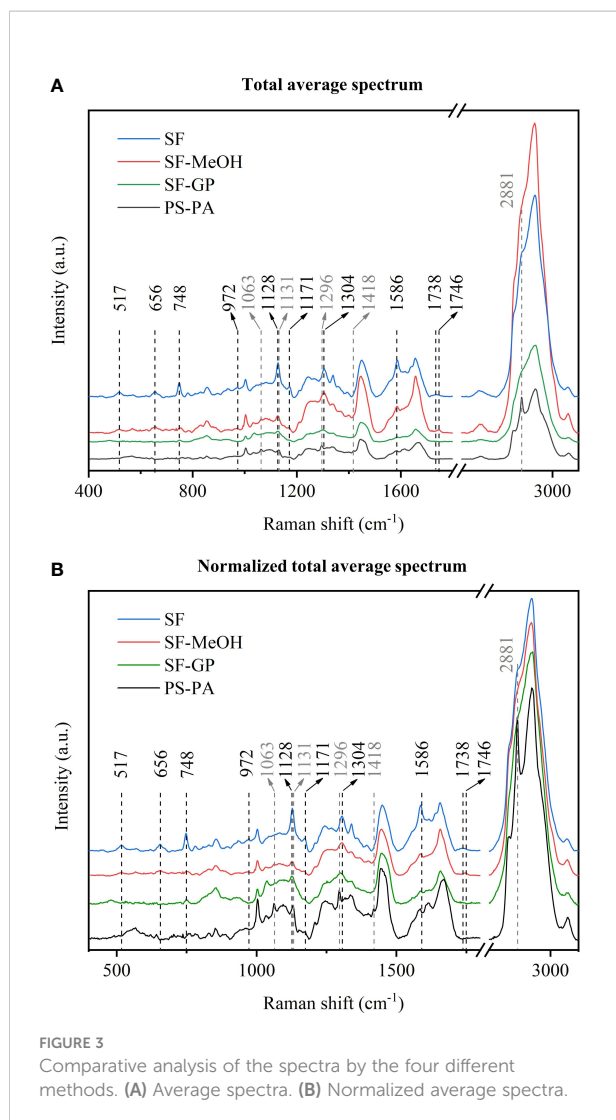 A
Total average spectrum
SF
SF-MeOH
SF-GP
PS-PA
2881
517
656
748
972
1063
1128
1131
1171
1296
1304
1418
1586
1738
1746
Intensity (a.u.)
400
800
1200
1600
3000
Raman shift (cm⁻¹)
B
Normalized total average spectrum
SF
SF-MeOH
SF-GP
PS-PA
2881
517
656
748
972
1063
1128
1131
1171
1296
1304
1418
1586
1738
1746
Intensity (a.u.)
500
1000
1500
3000
Raman shift (cm⁻¹)
FIGURE 3
Comparative analysis of the spectra by the four different
methods. (A) Average spectra. (B) Normalized average spectra.